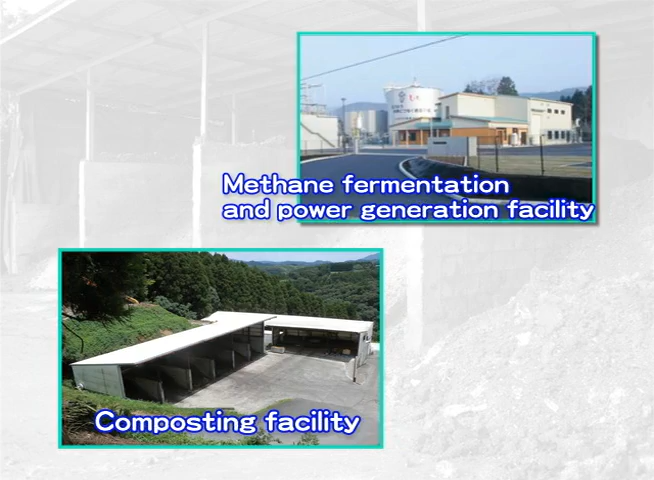 Methane fermentation
and power generation facility
Composting facility